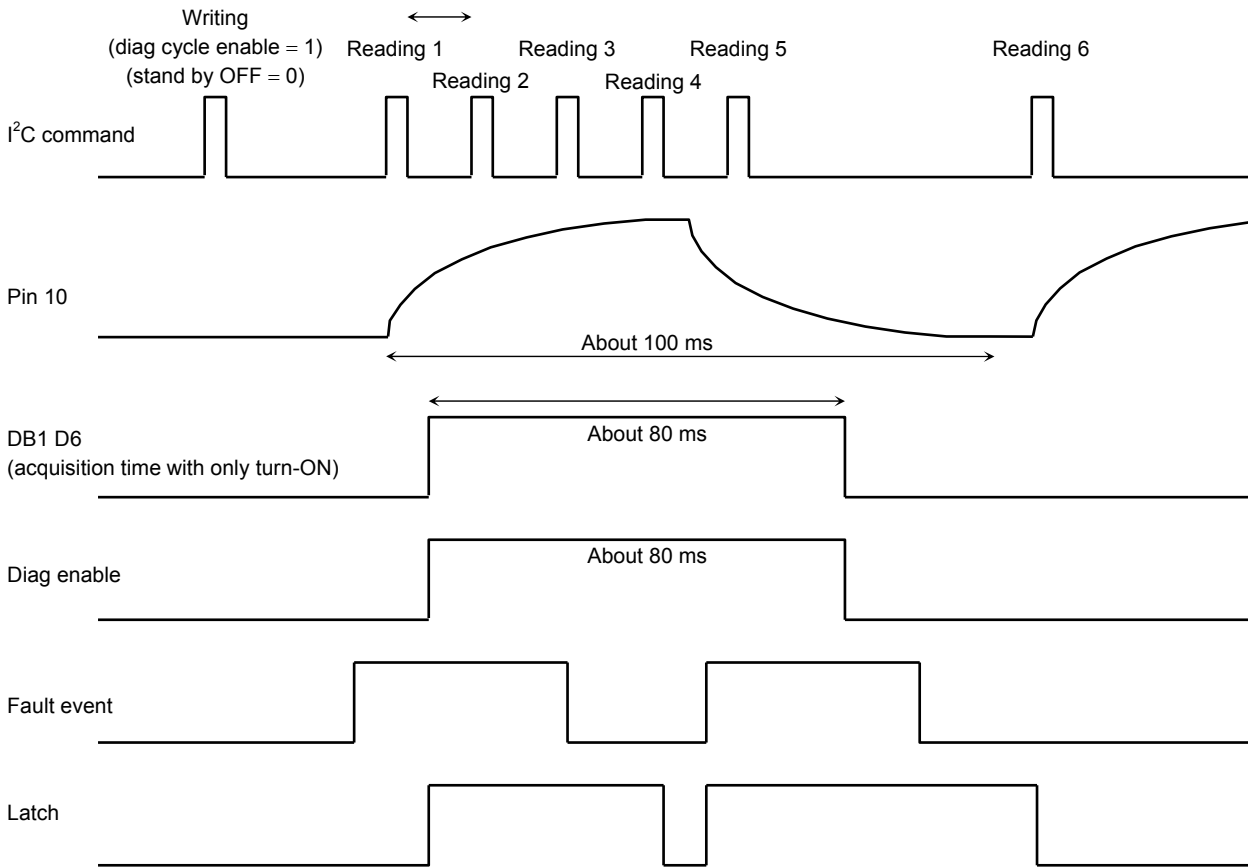 Writing
(diag cycle enable = 1)
(stand by OFF = 0)
Reading 1
Reading 2
Reading 3
Reading 4
Reading 5
Reading 6
I²C command
Pin 10
About 100 ms
DB1 D6
(acquisition time with only turn-ON)
About 80 ms
Diag enable
About 80 ms
Fault event
Latch